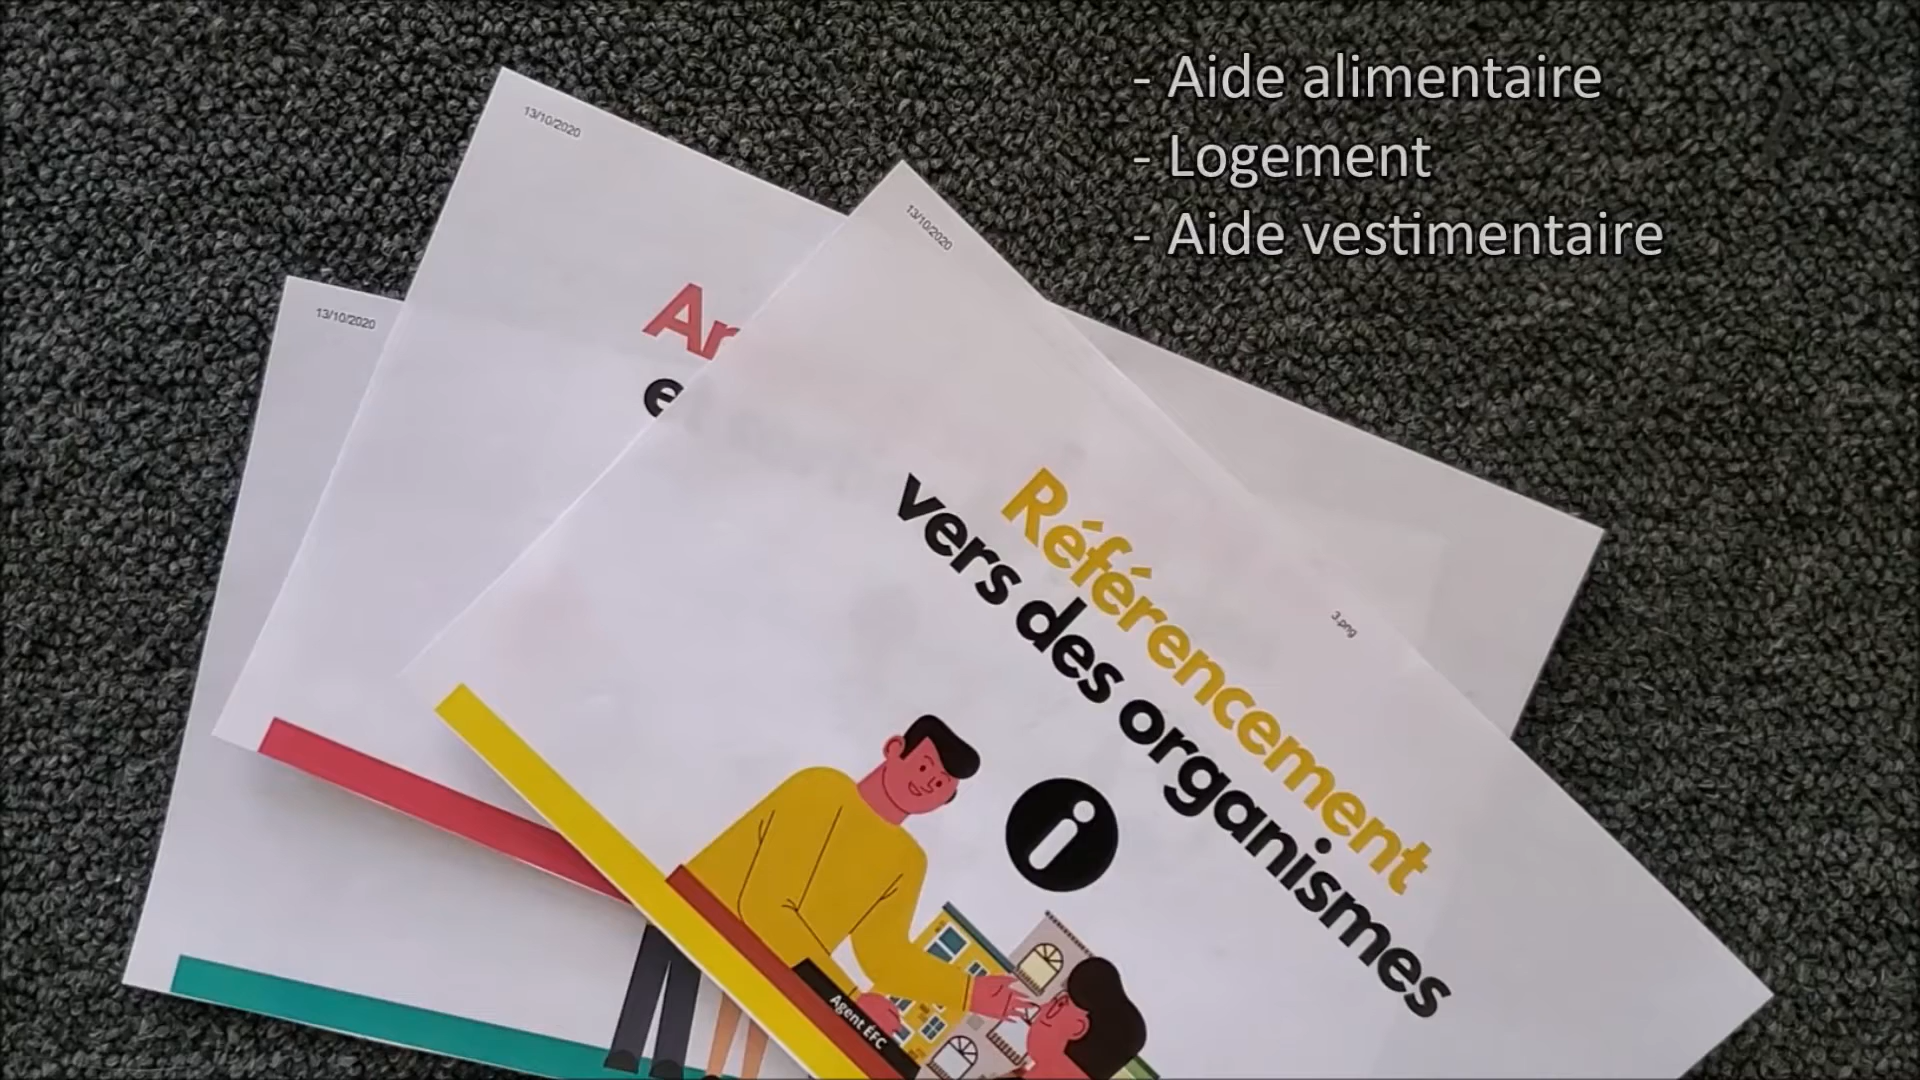 - Aide alimentaire
- Logement
- Aide vestimentaire
13/10/2020
13/10/2020
13/10/2020
Ar
e
Référencement
vers des organismes
3.png
i
Agent ÉFC